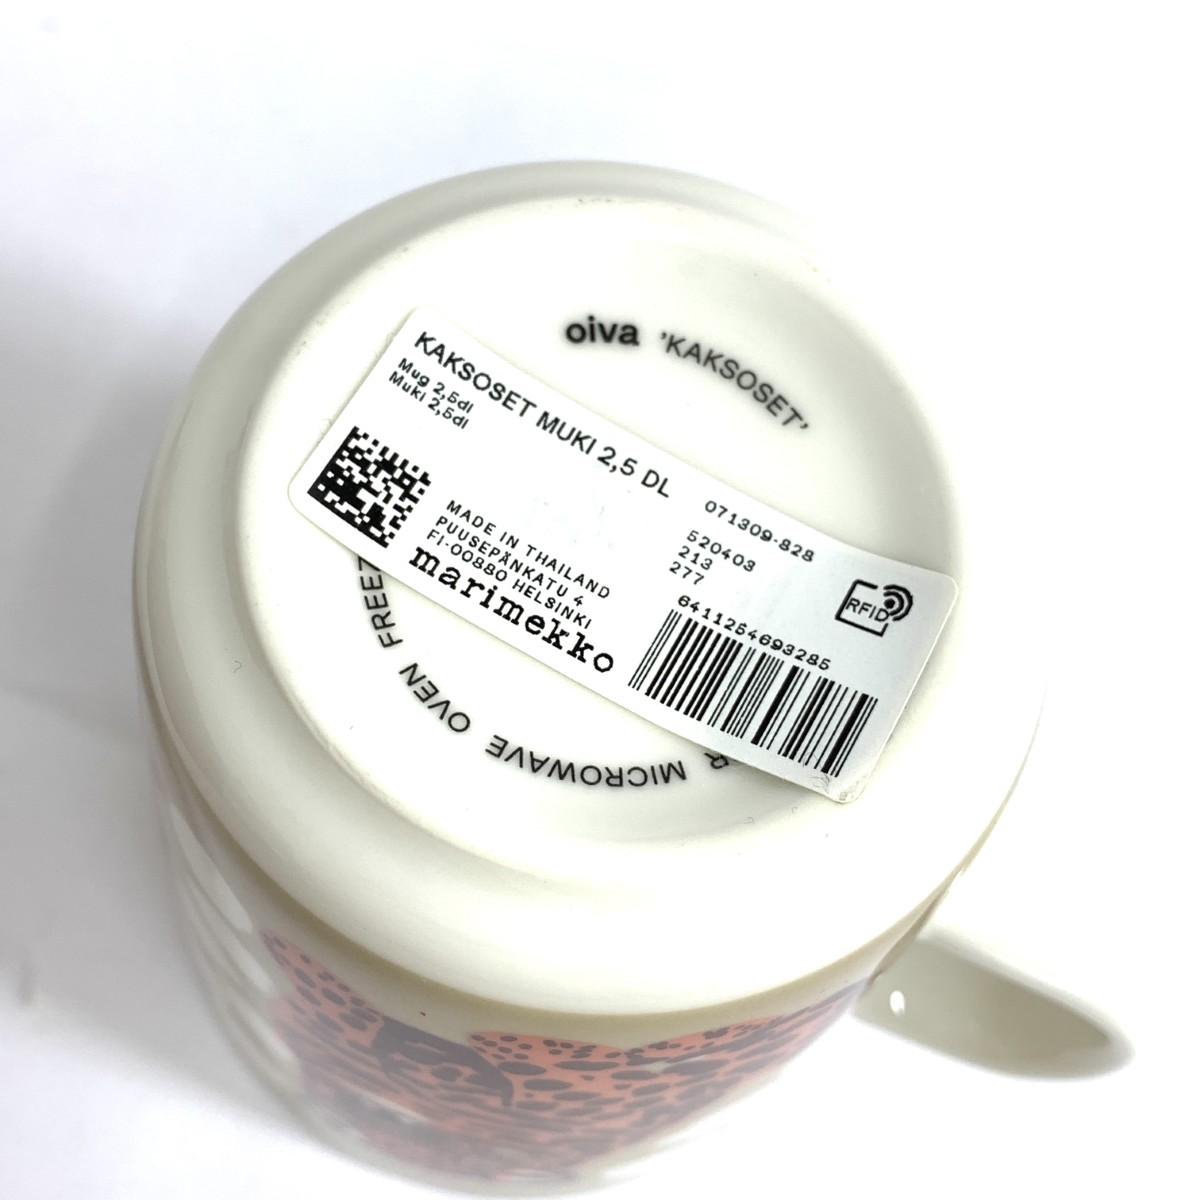 oiva 'KAKSOSET'
KAKSOSET MUKI 2,5 DL
Mug 2,5dl
Muki 2,5dl
071309-828
520403
213
277
MADE IN THAILAND
PUUSEPÄNKATU 4
FI-00880 HELSINKI
marimekko
6411254693285
RFID
R MICROWAVE OVEN FREEZ